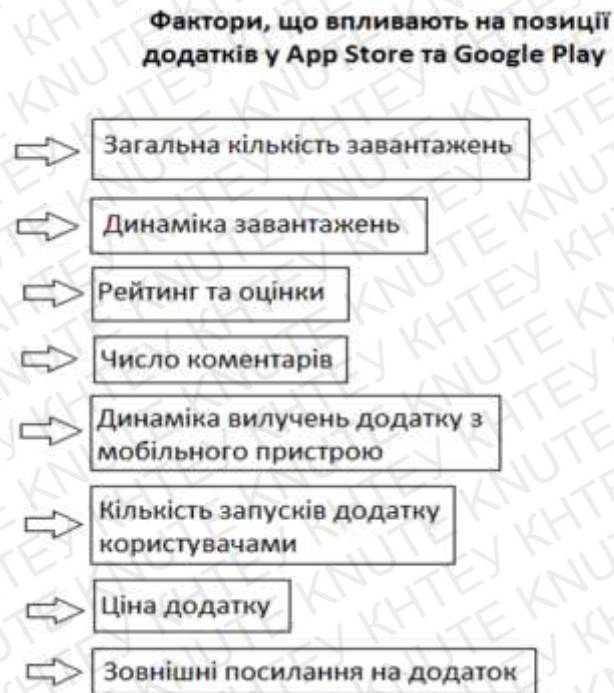 Фактори, що впливають на позиції
додатків у App Store та Google Play
Загальна кількість завантажень
Динаміка завантажень
Рейтинг та оцінки
Число коментарів
Динаміка вилучень додатку з
мобільного пристрою
Кількість запусків додатку
користувачами
Ціна додатку
Зовнішні посилання на додаток